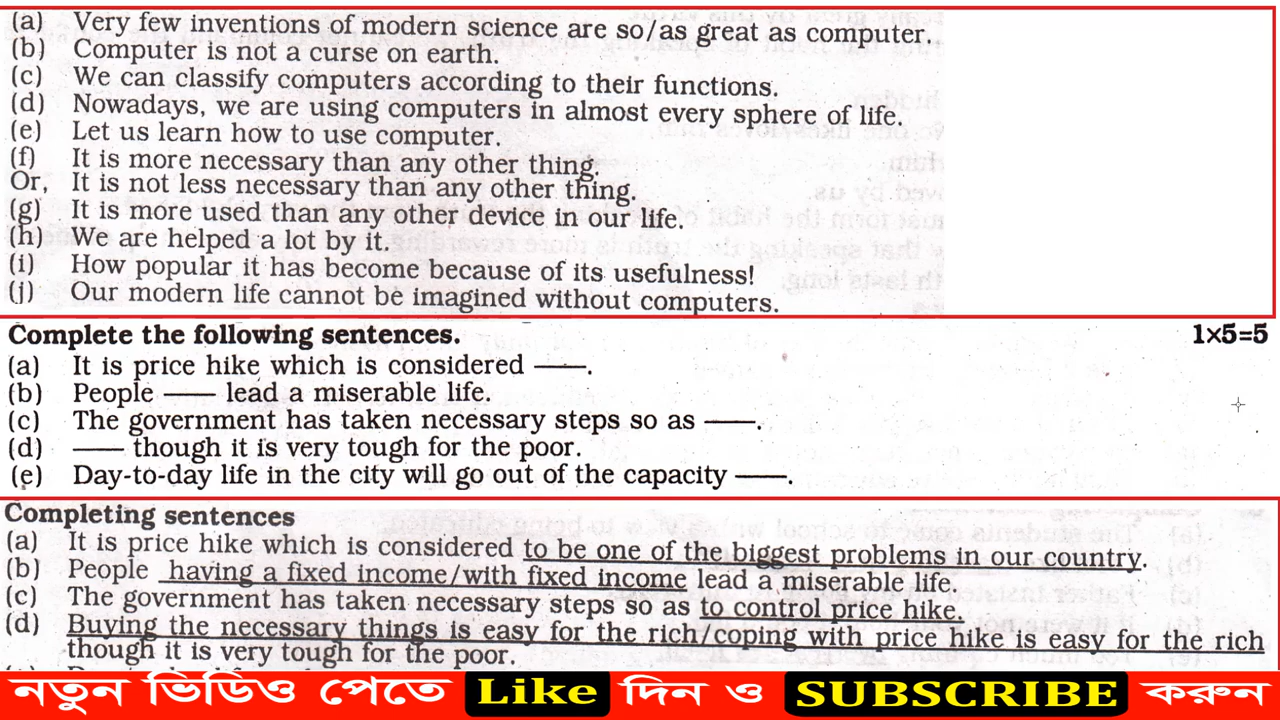 (a) Very few inventions of modern science are so/as great as computer.
(b) Computer is not a curse on earth.
(c) We can classify computers according to their functions.
(d) Nowadays, we are using computers in almost every sphere of life.
(e) Let us learn how to use computer.
(f) It is more necessary than any other thing.
Or, It is not less necessary than any other thing.
(g) It is more used than any other device in our life.
(h) We are helped a lot by it.
(i) How popular it has become because of its usefulness!
(j) Our modern life cannot be imagined without computers.
Complete the following sentences. 1×5=5
(a) It is price hike which is considered ——.
(b) People —— lead a miserable life.
(c) The government has taken necessary steps so as ——.
(d) —— though it is very tough for the poor.
(e) Day-to-day life in the city will go out of the capacity ——.
Completing sentences
(a) It is price hike which is considered to be one of the biggest problems in our country.
(b) People having a fixed income/with fixed income lead a miserable life.
(c) The government has taken necessary steps so as to control price hike.
(d) Buying the necessary things is easy for the rich/coping with price hike is easy for the rich
though it is very tough for the poor.
নতুন ভিডিও পেতে Like দিন ও SUBSCRIBE করুন